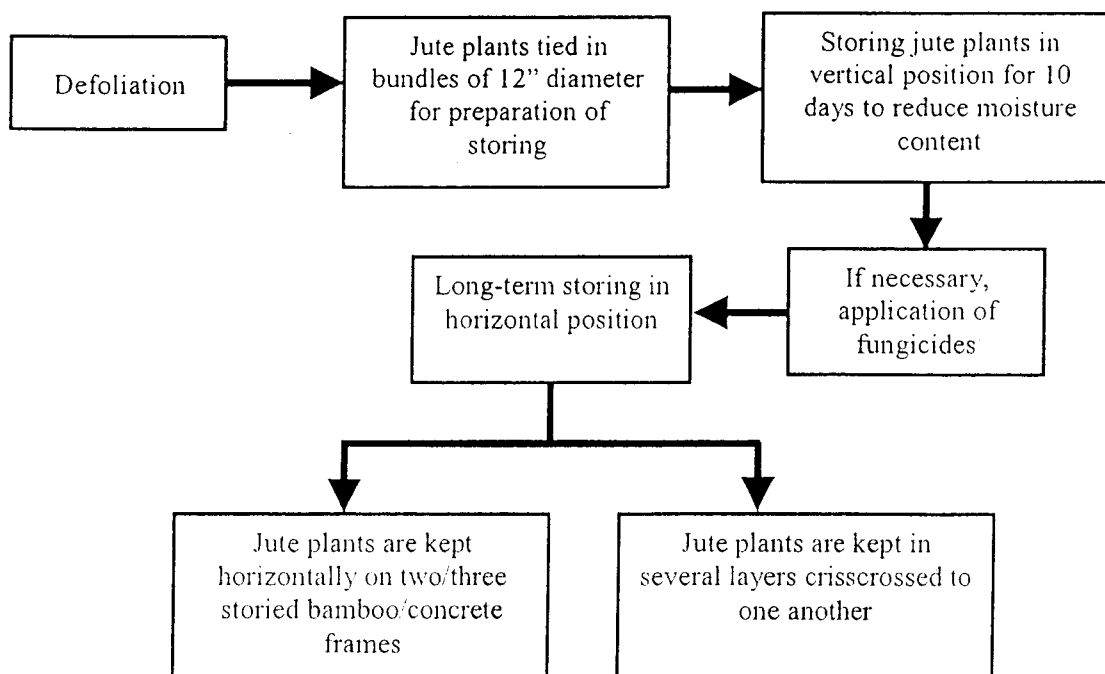 Defoliation
Jute plants tied in
bundles of 12” diameter
for preparation of
storing
Storing jute plants in
vertical position for 10
days to reduce moisture
content
If necessary,
application of
fungicides
Long-term storing in
horizontal position
Jute plants are kept
horizontally on two/three
storied bamboo/concrete
frames
Jute plants are kept in
several layers crisscrossed to
one another